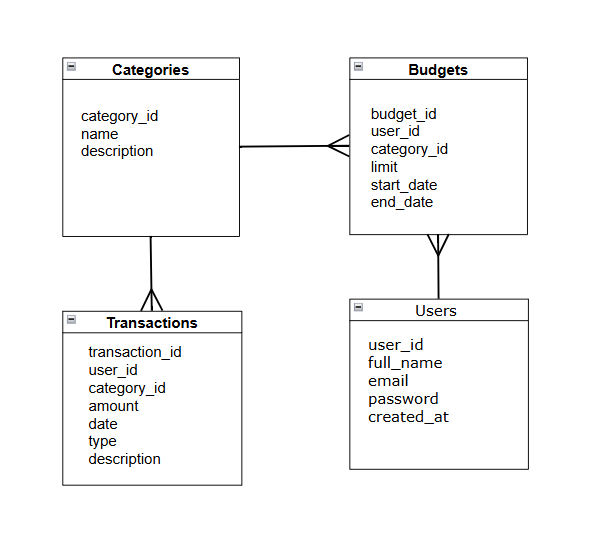 Categories
category_id
name
description
Budgets
budget_id
user_id
category_id
limit
start_date
end_date
Transactions
transaction_id
user_id
category_id
amount
date
type
description
Users
user_id
full_name
email
password
created_at